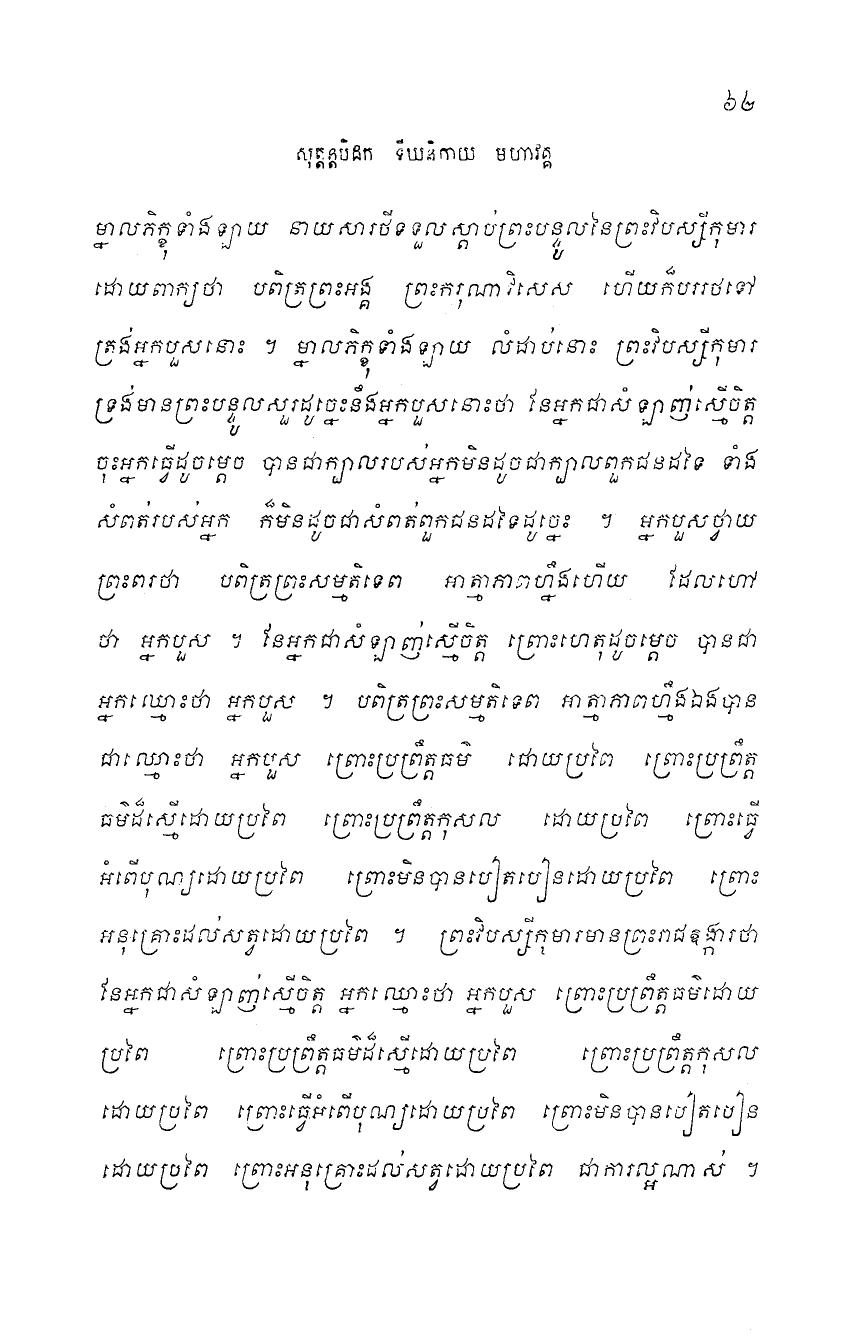 ៦២
សុត្តន្តបិដក ទីឃនិកាយ មហាវគ្គ
ម្នាលភិក្ខុទាំងឡាយ នាយសារថីទទួលស្តាប់ព្រះបន្ទូលនៃព្រះវិបស្សីកុមារ
ដោយពាក្យថា បពិត្រព្រះអង្គ ព្រះករុណាវិសេស ហើយក៏បររថទៅ
ត្រង់អ្នកបួសនោះ ។ ម្នាលភិក្ខុទាំងឡាយ លំដាប់នោះ ព្រះវិបស្សីកុមារ
ទ្រង់មានព្រះបន្ទូលសួរដូច្នេះនឹងអ្នកបួសនោះថា នែអ្នកជាសំឡាញ់ស្មើចិត្ត
ចុះអ្នកធ្វើដូចម្តេច បានជាក្បាលរបស់អ្នកមិនដូចជាក្បាលពួកជនដទៃ ទាំង
សំពត់របស់អ្នក ក៏មិនដូចជាសំពត់ពួកជនដទៃដូច្នេះ ។ អ្នកបួសថ្វាយ
ព្រះពរថា បពិត្រព្រះសម្មតិទេព អាត្មាភាពហ្នឹងហើយ ដែលហៅ
ថា អ្នកបួស ។ នែអ្នកជាសំឡាញ់ស្មើចិត្ត ព្រោះហេតុដូចម្តេច បានជា
អ្នកឈ្មោះថា អ្នកបួស ។ បពិត្រព្រះសម្មតិទេព អាត្មាភាពហ្នឹងឯងបាន
ជាឈ្មោះថា អ្នកបួស ព្រោះប្រព្រឹត្តធម៌ ដោយប្រពៃ ព្រោះប្រព្រឹត្ត
ធម៌ដ៏ស្មើដោយប្រពៃ ព្រោះប្រព្រឹត្តកុសល ដោយប្រពៃ ព្រោះធ្វើ
អំពើបុណ្យដោយប្រពៃ ព្រោះមិនបានបៀតបៀនដោយប្រពៃ ព្រោះ
អនុគ្រោះដល់សត្វដោយប្រពៃ ។ ព្រះវិបស្សីកុមារមានព្រះរាជឱង្ការថា
នែអ្នកជាសំឡាញ់ស្មើចិត្ត អ្នកឈ្មោះថា អ្នកបួស ព្រោះប្រព្រឹត្តធម៌ដោយ
ប្រពៃ ព្រោះប្រព្រឹត្តធម៌ដ៏ស្មើដោយប្រពៃ ព្រោះប្រព្រឹត្តកុសល
ដោយប្រពៃ ព្រោះធ្វើអំពើបុណ្យដោយប្រពៃ ព្រោះមិនបានបៀតបៀន
ដោយប្រពៃ ព្រោះអនុគ្រោះដល់សត្វដោយប្រពៃ ជាការល្អណាស់ ។